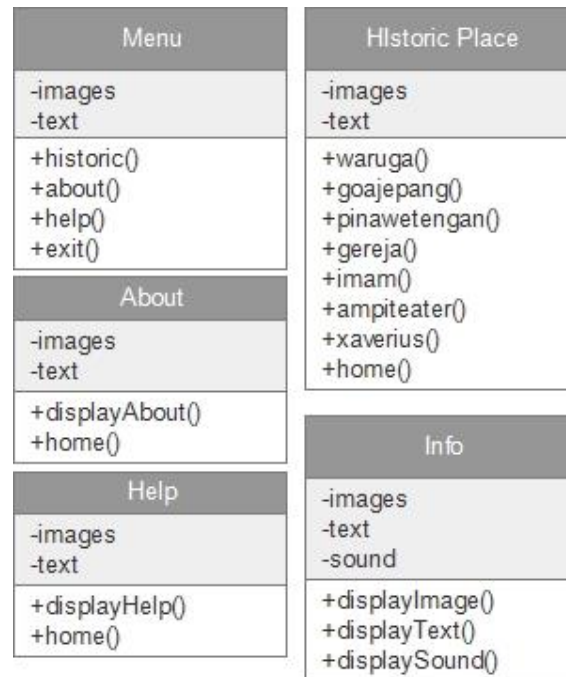 Menu
-images
-text
+historic()
+about()
+help()
+exit()
About
-images
-text
+displayAbout()
+home()
Help
-images
-text
+displayHelp()
+home()
HIstoric Place
-images
-text
+waruga()
+goajepang()
+pinawetengan()
+gereja()
+imam()
+ampiteater()
+xaverius()
+home()
Info
-images
-text
-sound
+displayImage()
+displayText()
+displaySound()